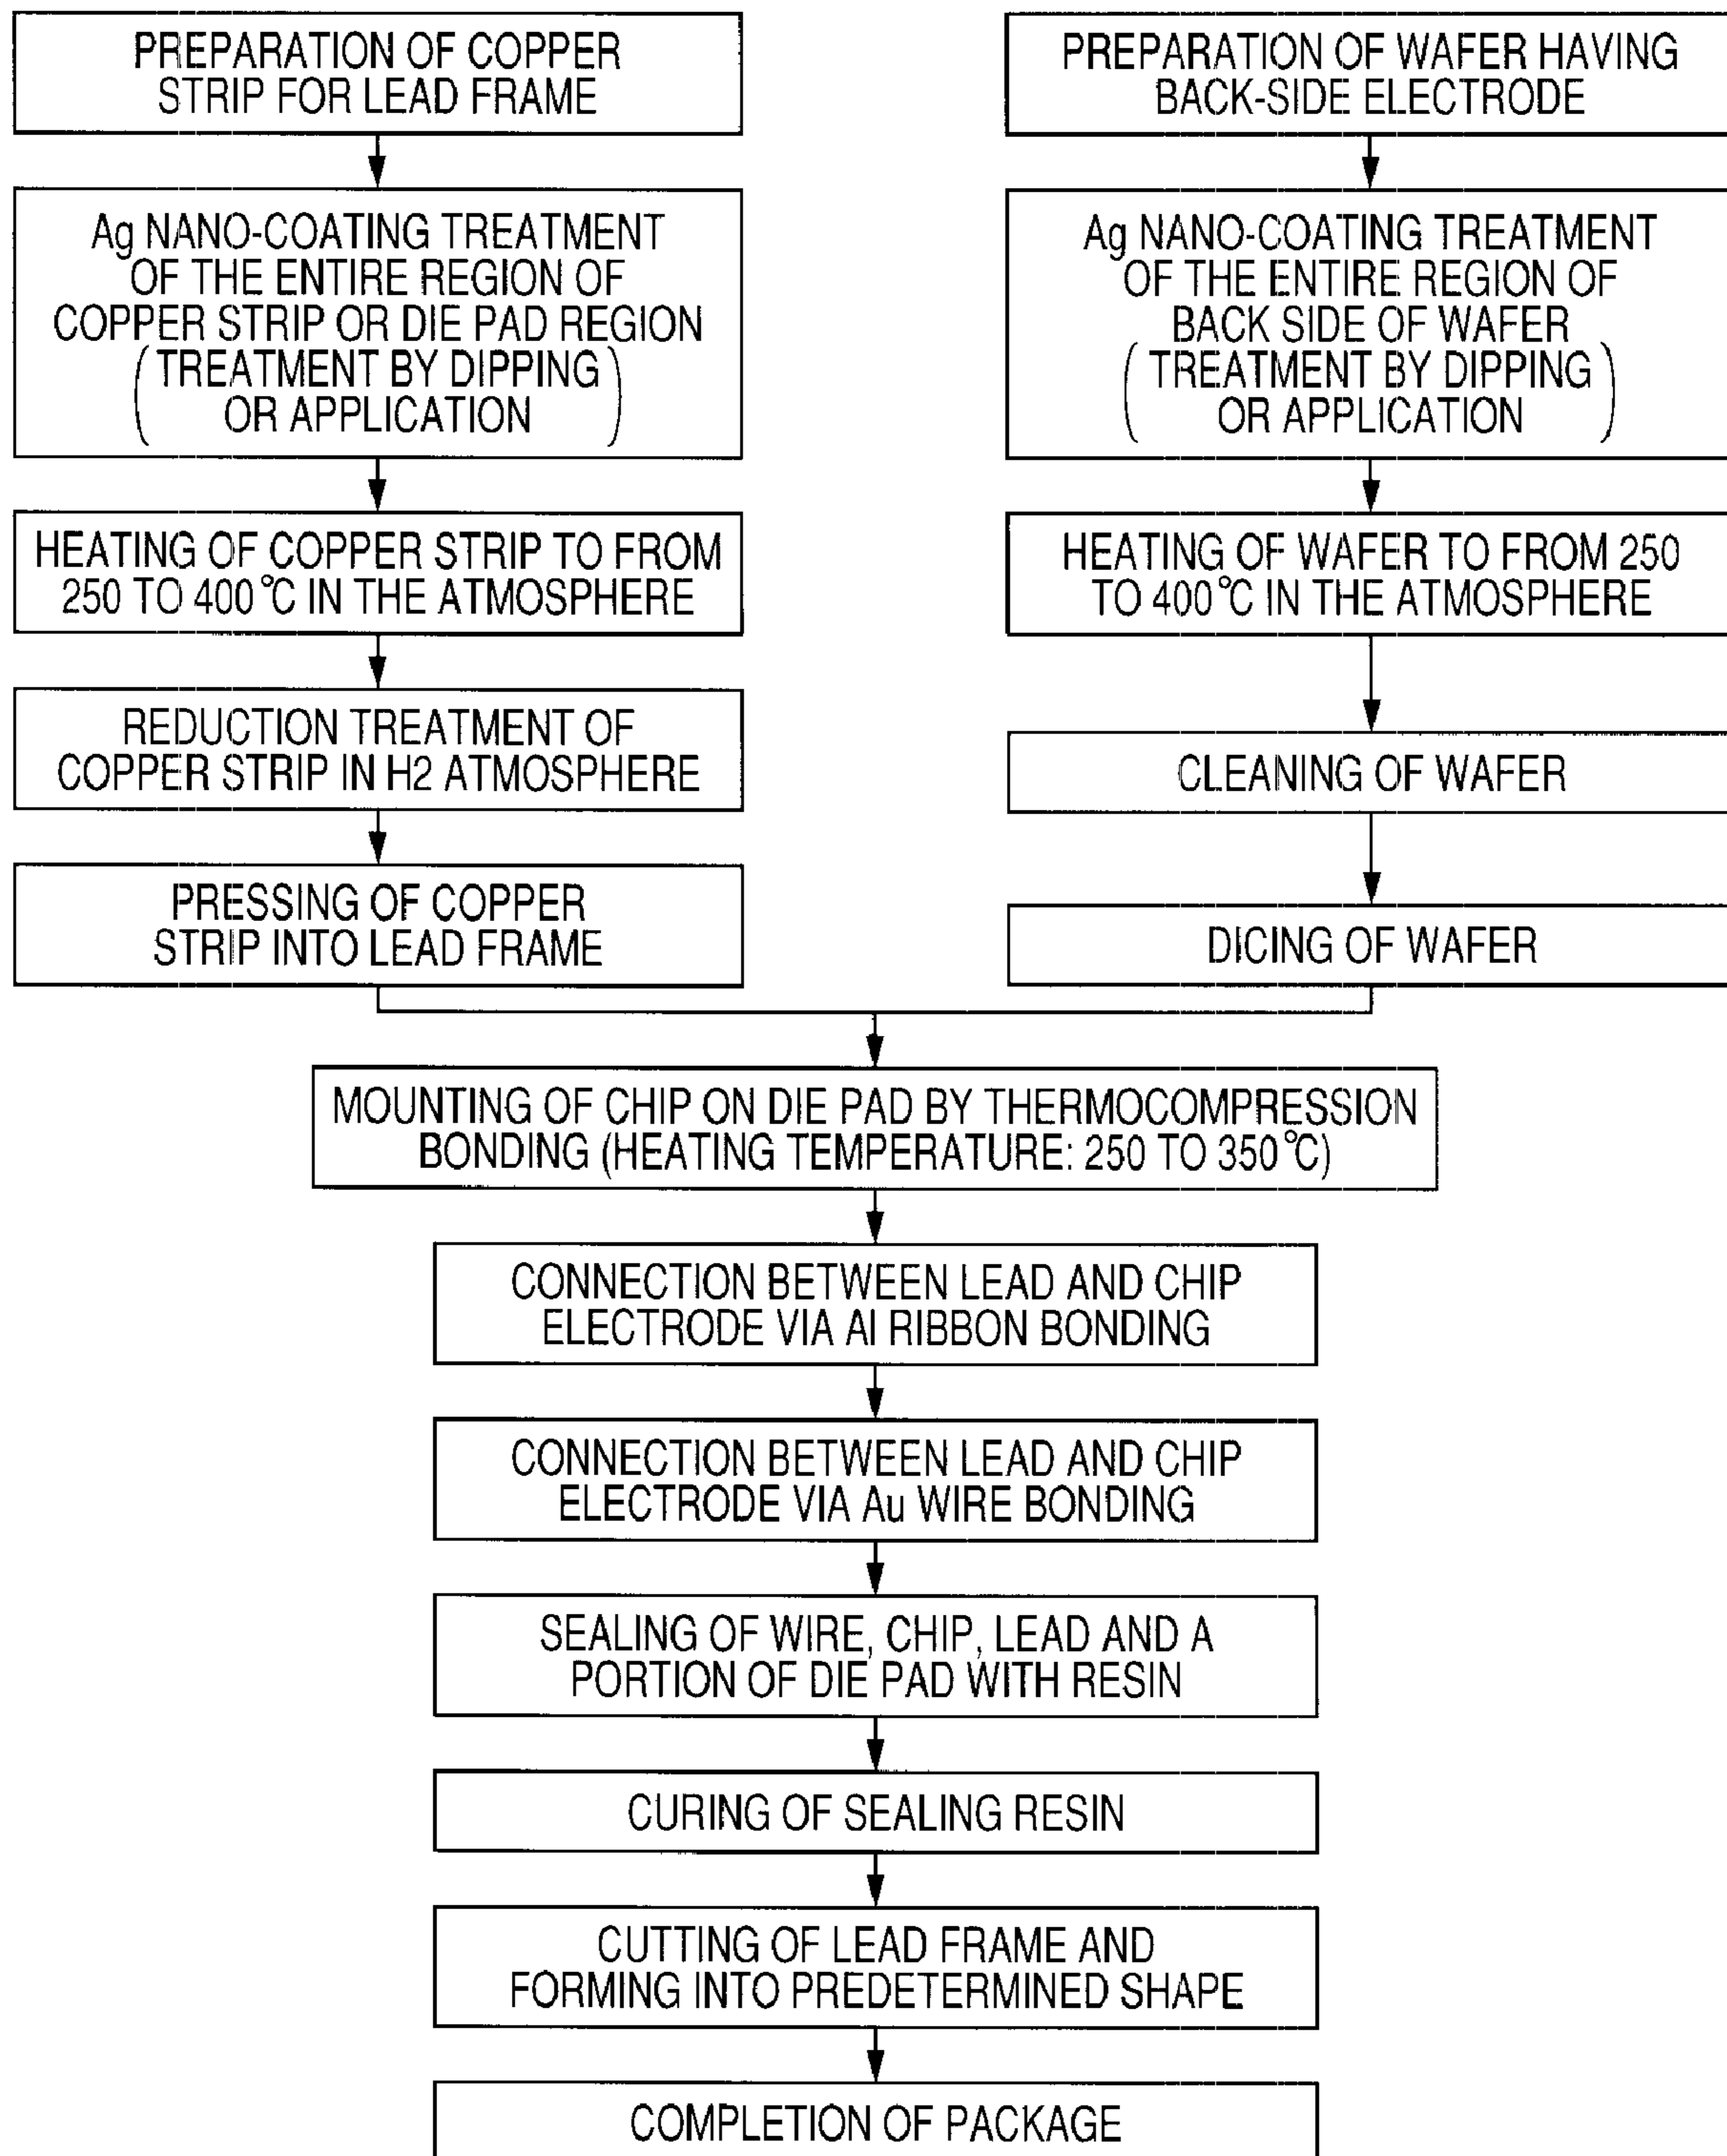 PREPARATION OF COPPER
STRIP FOR LEAD FRAME
Ag NANO-COATING TREATMENT
OF THE ENTIRE REGION OF
COPPER STRIP OR DIE PAD REGION
(TREATMENT BY DIPPING
OR APPLICATION)
HEATING OF COPPER STRIP TO FROM
250 TO 400°C IN THE ATMOSPHERE
REDUCTION TREATMENT OF
COPPER STRIP IN H2 ATMOSPHERE
PRESSING OF COPPER
STRIP INTO LEAD FRAME
PREPARATION OF WAFER HAVING
BACK-SIDE ELECTRODE
Ag NANO-COATING TREATMENT
OF THE ENTIRE REGION OF
BACK SIDE OF WAFER
(TREATMENT BY DIPPING
OR APPLICATION)
HEATING OF WAFER TO FROM 250
TO 400°C IN THE ATMOSPHERE
CLEANING OF WAFER
DICING OF WAFER
MOUNTING OF CHIP ON DIE PAD BY THERMOCOMPRESSION
BONDING (HEATING TEMPERATURE: 250 TO 350°C)
CONNECTION BETWEEN LEAD AND CHIP
ELECTRODE VIA Al RIBBON BONDING
CONNECTION BETWEEN LEAD AND CHIP
ELECTRODE VIA Au WIRE BONDING
SEALING OF WIRE, CHIP, LEAD AND A
PORTION OF DIE PAD WITH RESIN
CURING OF SEALING RESIN
CUTTING OF LEAD FRAME AND
FORMING INTO PREDETERMINED SHAPE
COMPLETION OF PACKAGE